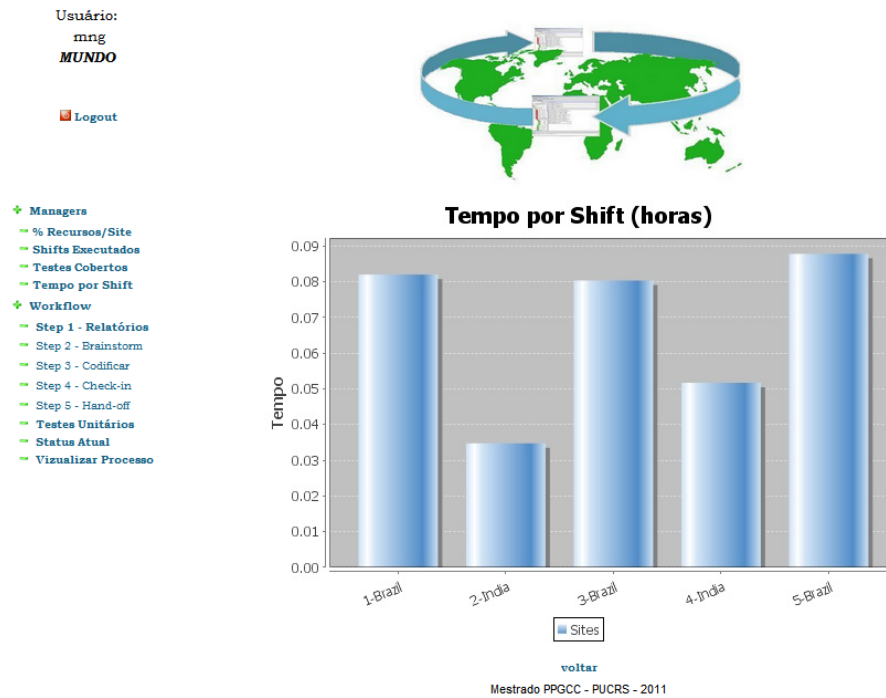 Usuário:
mng
MUNDO
Logout
Managers
% Recursos/Site
Shifts Executados
Testes Cobertos
Tempo por Shift
Workflow
Step 1 - Relatórios
Step 2 - Brainstorm
Step 3 - Codificar
Step 4 - Check-in
Step 5 - Hand-off
Testes Unitários
Status Atual
Vizualizar Processo
Tempo por Shift (horas)
Tempo
0.09
0.08
0.07
0.06
0.05
0.04
0.03
0.02
0.01
0.00
1-Brazil
2-India
3-Brazil
4-India
5-Brazil
Sites
voltar
Mestrado PPGCC - PUCRS - 2011